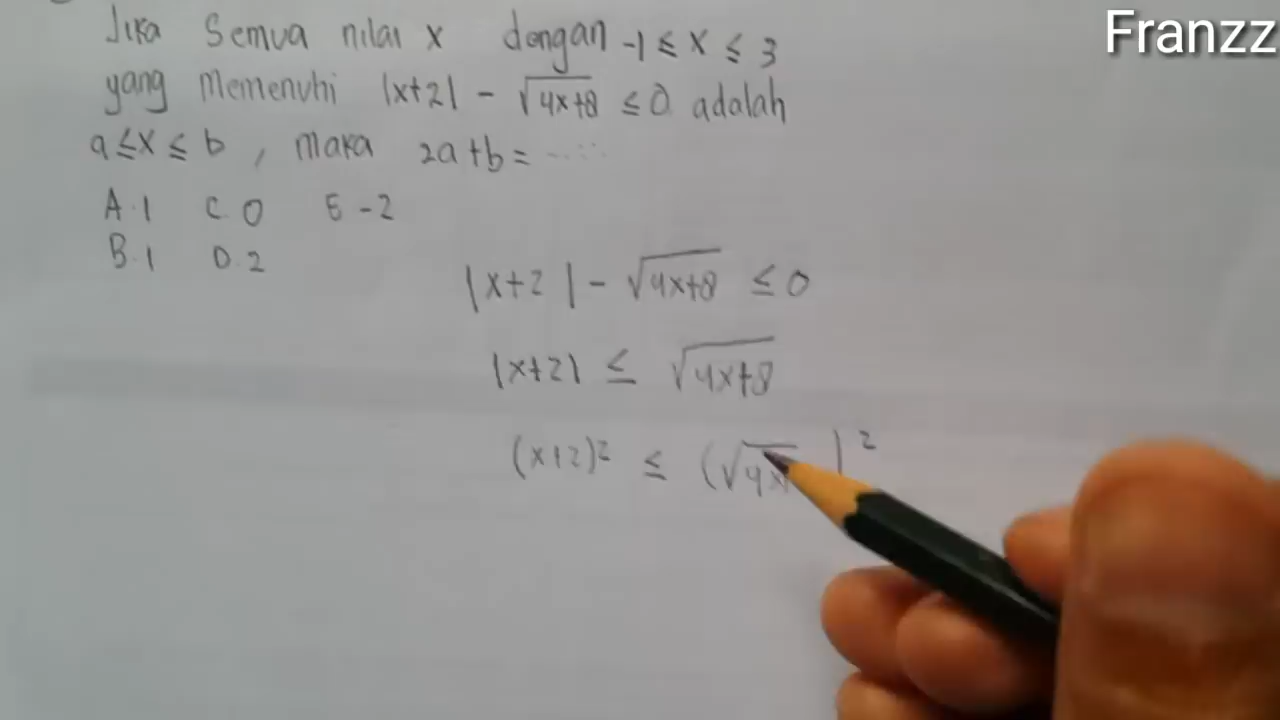 Franzz
Jika Semua nilai x dengan -1 ≤ x ≤ 3
yang memenuhi |x+2| - √4x+8 ≤ 0 adalah
a ≤ x ≤ b , maka 2a+b = ......
A. 1 C. 0 E -2
B. 1 D. 2
|x+2| - √4x+8 ≤ 0
|x+2| ≤ √4x+8
(x+2)² ≤ (√4x )²